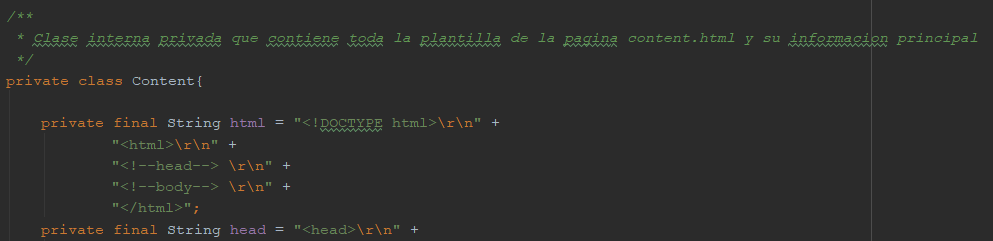 /**
 * Clase interna privada que contiene toda la plantilla de la pagina content.html y su informacion principal
 */
private class Content{
private final String html = "<!DOCTYPE html>\r\n" +
"<html>\r\n" +
"<!--head--> \r\n" +
"<!--body--> \r\n" +
"</html>";
private final String head = "<head>\r\n" +